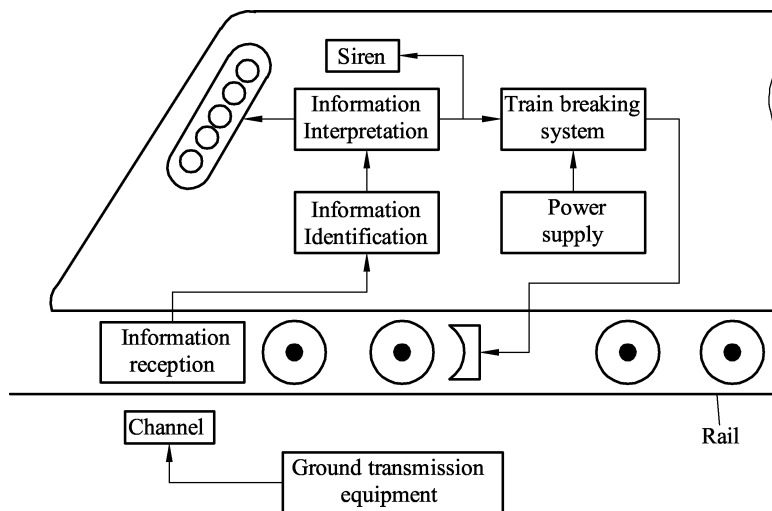 Siren
Information
Interpretation
Train breaking
system
Information
Identification
Power
supply
Information
reception
Channel
Rail
Ground transmission
equipment